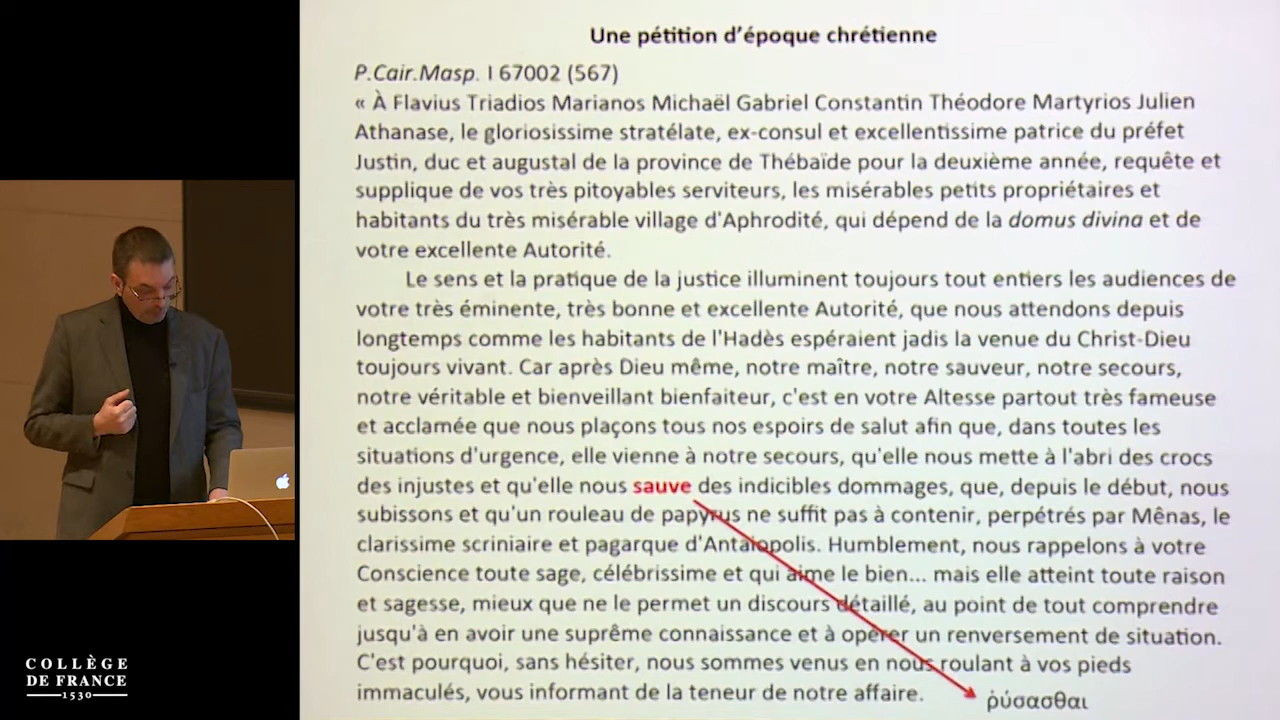 Une pétition d'époque chrétienne
P.Cair.Masp. I 67002 (567)
« À Flavius Triadios Marianos Michaël Gabriel Constantin Théodore Martyrios Julien
Athanase, le gloriosissime stratélate, ex-consul et excellentissime patrice du préfet
Justin, duc et augustal de la province de Thébaïde pour la deuxième année, requête et
supplique de vos très pitoyables serviteurs, les misérables petits propriétaires et
habitants du très misérable village d'Aphrodité, qui dépend de la domus divina et de
votre excellente Autorité.
Le sens et la pratique de la justice illuminent toujours tout entiers les audiences de
votre très éminente, très bonne et excellente Autorité, que nous attendons depuis
longtemps comme les habitants de l'Hadès espéraient jadis la venue du Christ-Dieu
toujours vivant. Car après Dieu même, notre maître, notre sauveur, notre secours,
notre véritable et bienveillant bienfaiteur, c'est en votre Altesse partout très fameuse
et acclamée que nous plaçons tous nos espoirs de salut afin que, dans toutes les
situations d'urgence, elle vienne à notre secours, qu'elle nous mette à l'abri des crocs
des injustes et qu'elle nous sauve des indicibles dommages, que, depuis le début, nous
subissons et qu'un rouleau de papyrus ne suffit pas à contenir, perpétrés par Mênas, le
clarissime scriniaire et pagarque d'Antaiopolis. Humblement, nous rappelons à votre
Conscience toute sage, célébrissime et qui aime le bien... mais elle atteint toute raison
et sagesse, mieux que ne le permet un discours détaillé, au point de tout comprendre
jusqu'à en avoir une suprême connaissance et à opérer un renversement de situation.
C'est pourquoi, sans hésiter, nous sommes venus en nous roulant à vos pieds
immaculés, vous informant de la teneur de notre affaire.
ῥύσασθαι
COLLÈGE
DE FRANCE
1530